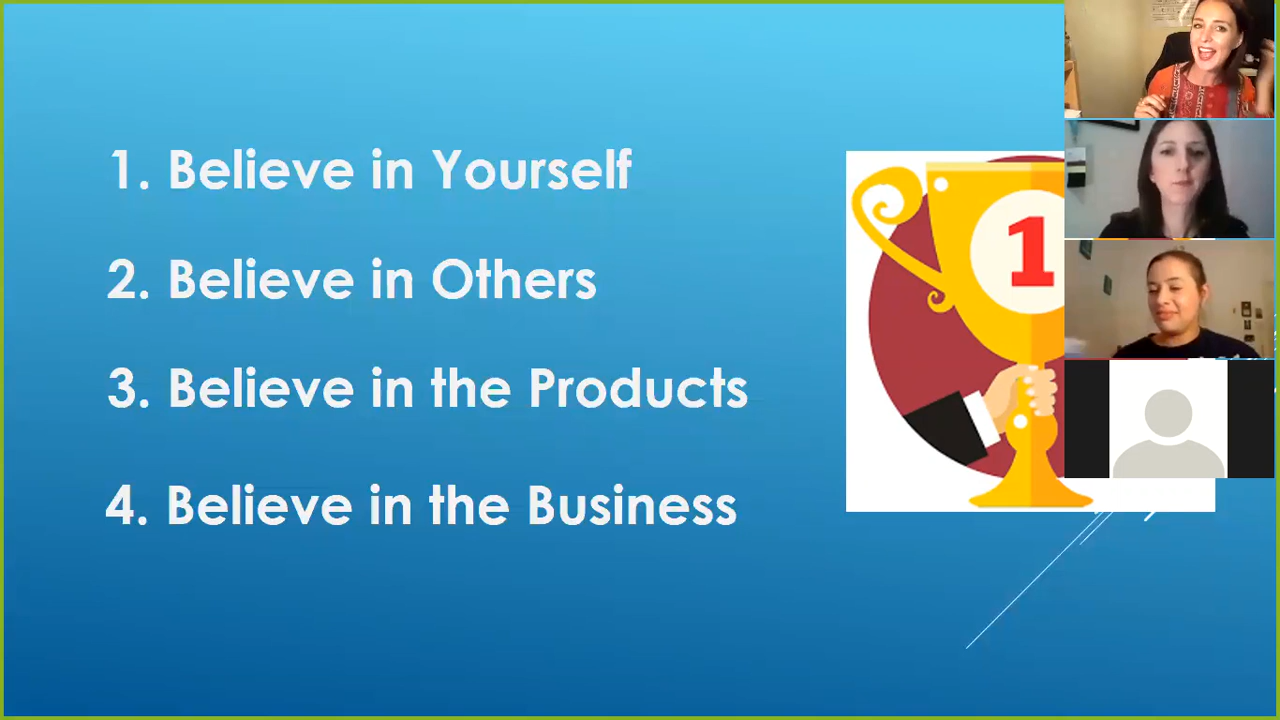 1. Believe in Yourself
2. Believe in Others
3. Believe in the Products
4. Believe in the Business
1